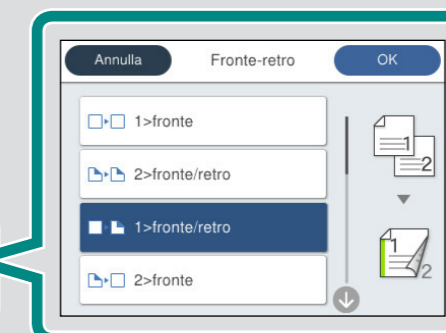 Annulla Fronte-retro OK
1>fronte
2>fronte/retro
1>fronte/retro
2>fronte
1
2
1
2